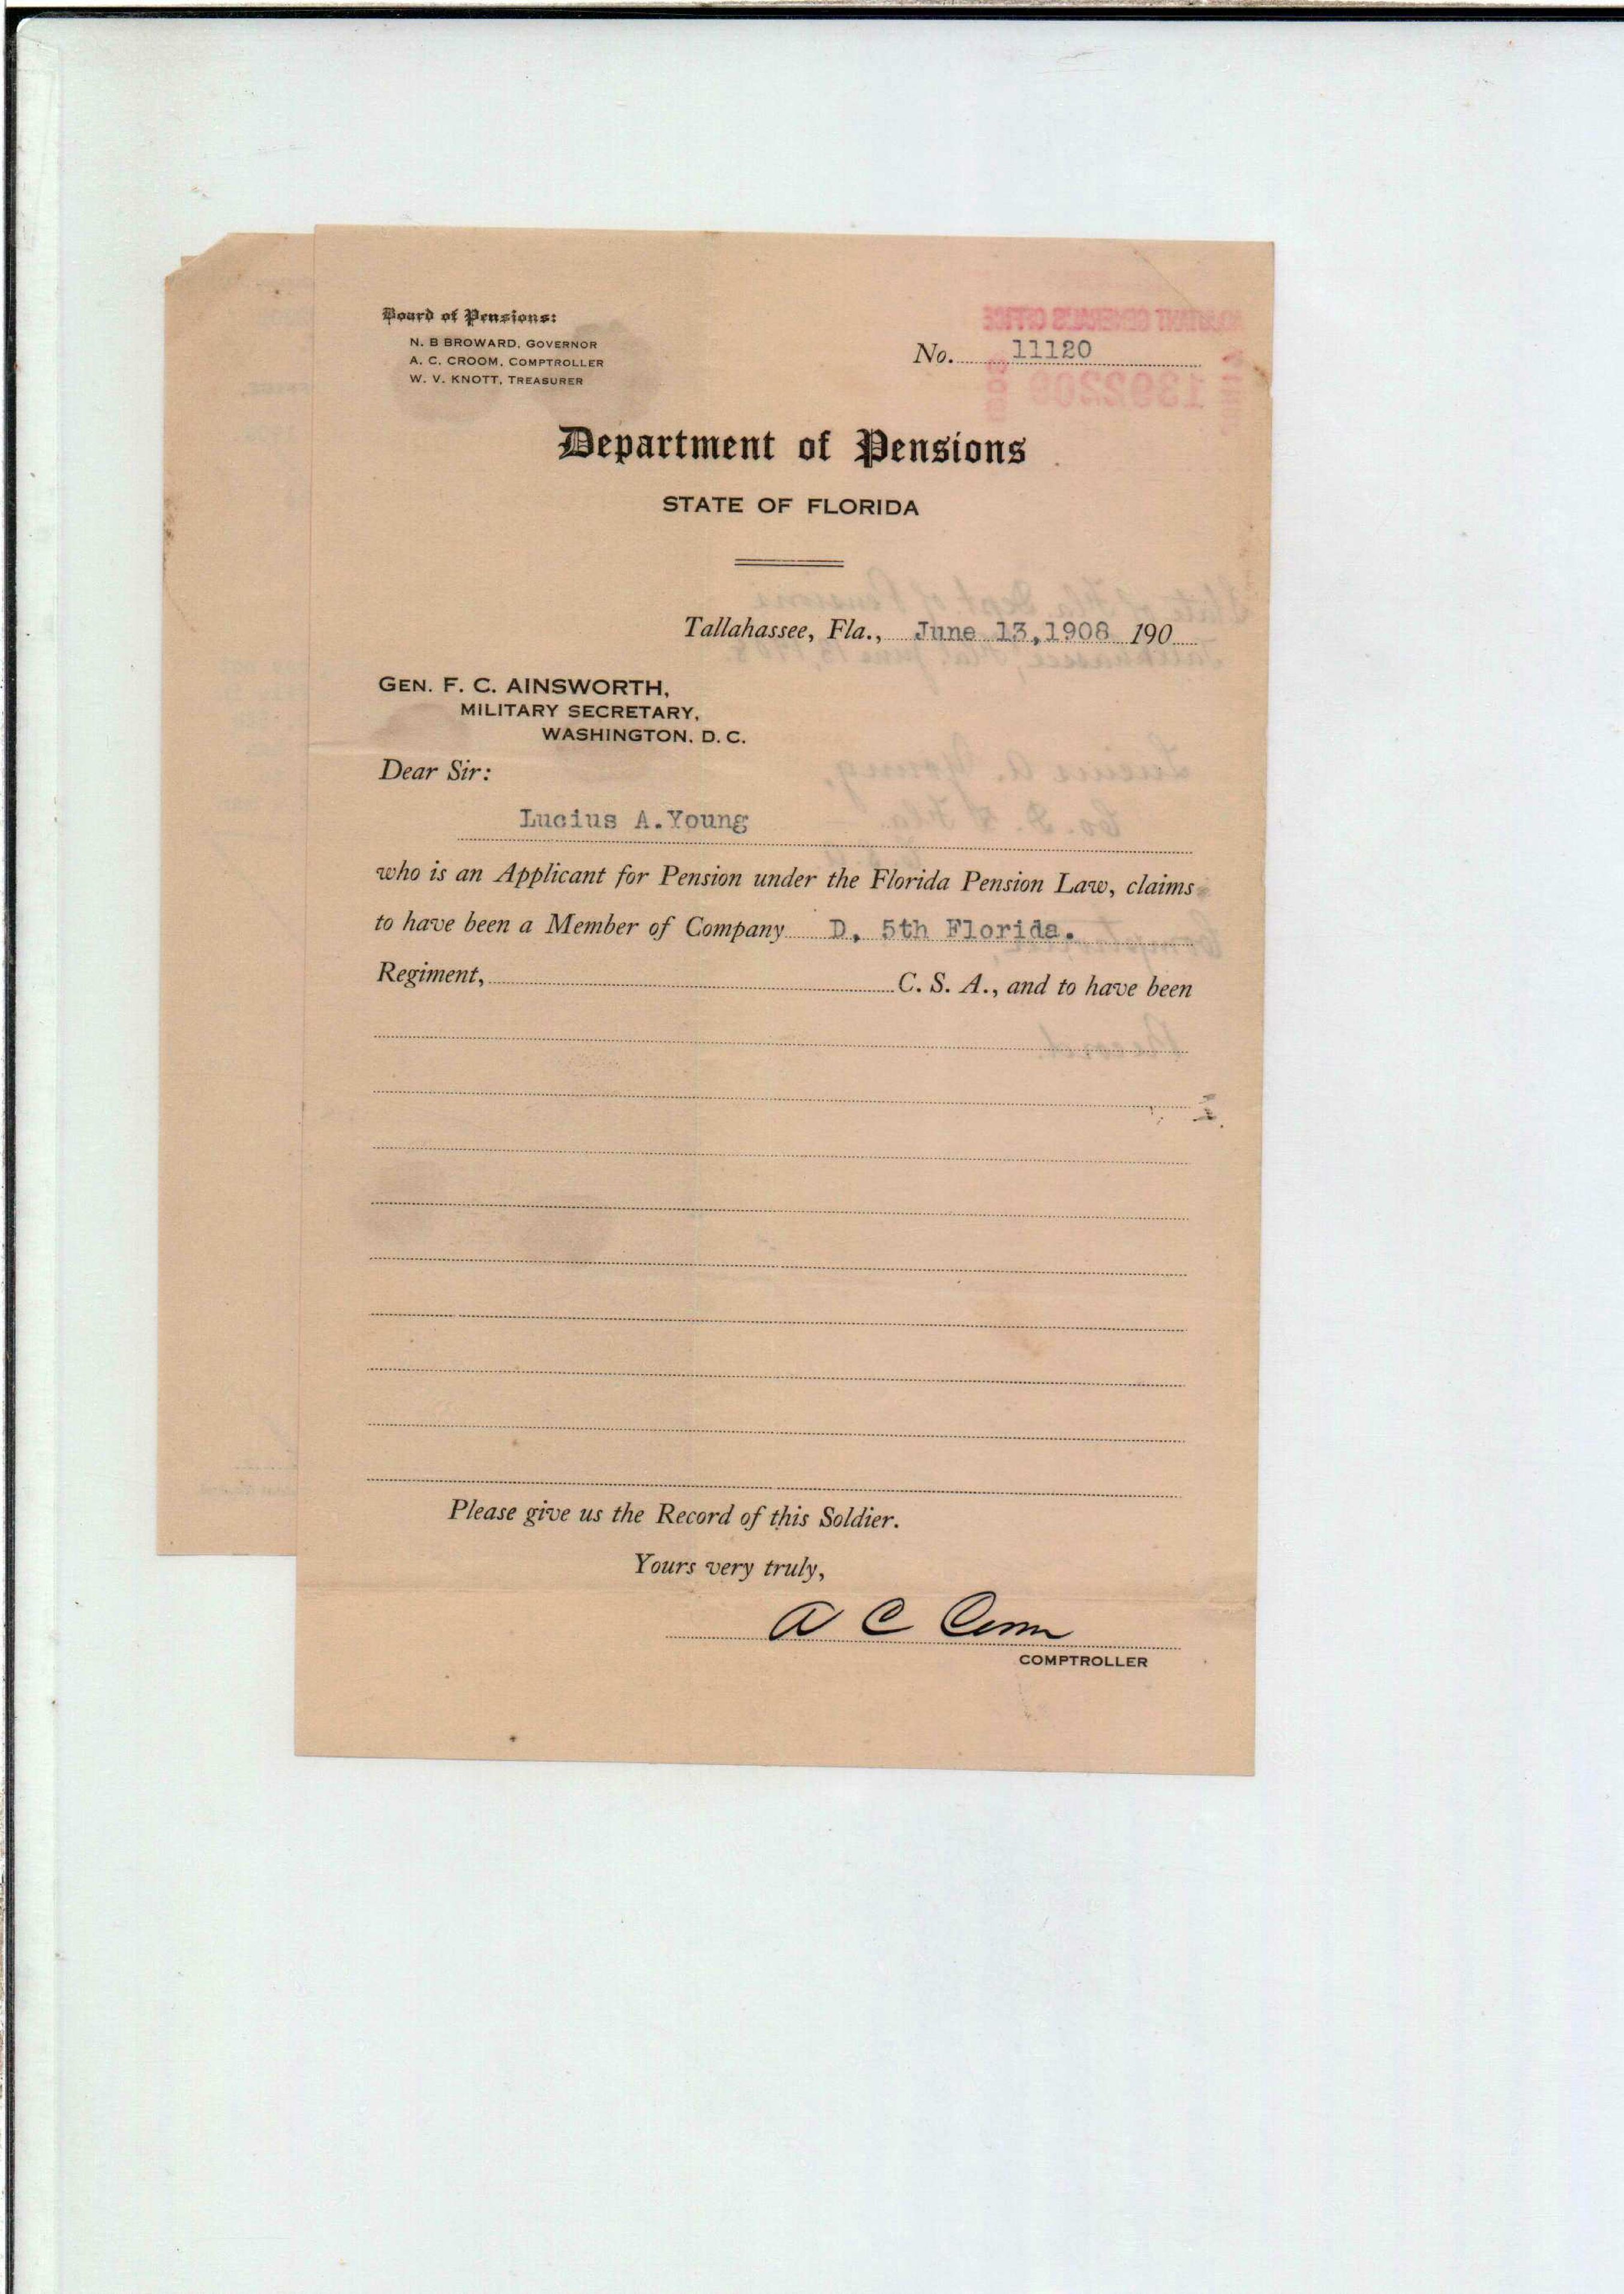 Board of Pensions:
N. B BROWARD, GOVERNOR
A. C. CROOM, COMPTROLLER
W. V. KNOTT, TREASURER
No. 11120
Department of Pensions
STATE OF FLORIDA
Tallahassee, Fla., June 13, 1908 190
GEN. F. C. AINSWORTH,
MILITARY SECRETARY,
WASHINGTON. D. C.
Dear Sir:
Lucius A. Young
who is an Applicant for Pension under the Florida Pension Law, claims
to have been a Member of Company D, 5th Florida.
Regiment, C. S. A., and to have been
Please give us the Record of this Soldier.
Yours very truly,
A C Croom
COMPTROLLER